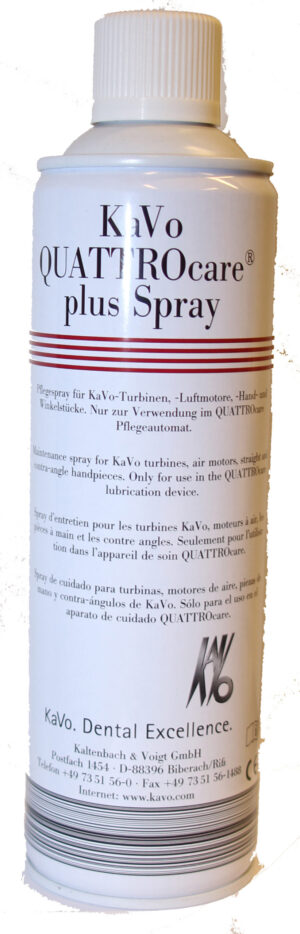 KaVo
QUATTROcare®
plus Spray
Pflegespray für KaVo-Turbinen, -Luftmotore, -Hand- und
Winkelstücke. Nur zur Verwendung im QUATTROcare
Pflegeautomat.
Maintenance spray for KaVo turbines, air motors, straight and
contra-angle handpieces. Only for use in the QUATTROcare
lubrication device.
Spray d'entretien pour les turbines KaVo, moteurs à air, les
pièces à main et les contre angles. Seulement pour l'utilisa-
tion dans l'appareil de soin QUATTROcare.
Spray de cuidado para turbinas, motores de aire, piezas de
mano y contra-ángulos de KaVo. Sólo para el uso en el
aparato de cuidado QUATTROcare.
KAVO
KaVo. Dental Excellence.
Kaltenbach & Voigt GmbH
Postfach 1454 · D-88396 Biberach/Riß
Telefon +49 73 51 56-0 · Fax +49 73 51 56-1488
Internet: www.kavo.com
CE